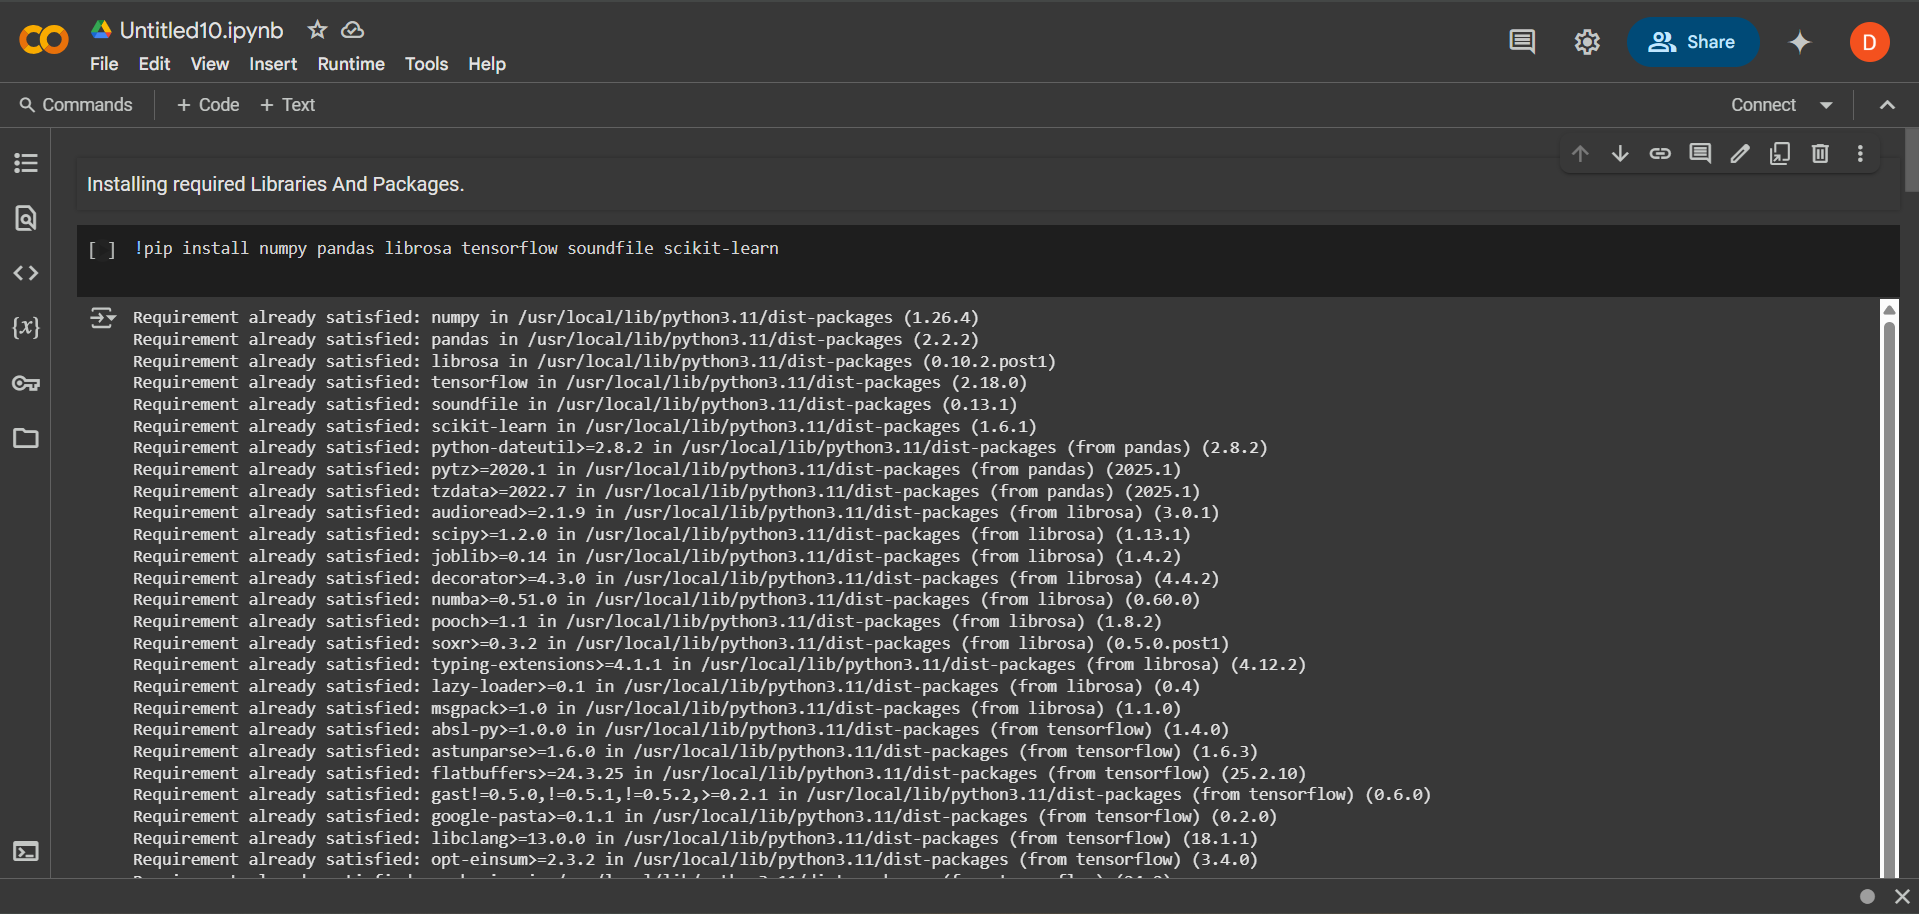 Untitled10.ipynb
File Edit View Insert Runtime Tools Help
Share
D
Commands + Code + Text
Connect
Installing required Libraries And Packages.
[ ] !pip install numpy pandas librosa tensorflow soundfile scikit-learn
Requirement already satisfied: numpy in /usr/local/lib/python3.11/dist-packages (1.26.4)
Requirement already satisfied: pandas in /usr/local/lib/python3.11/dist-packages (2.2.2)
Requirement already satisfied: librosa in /usr/local/lib/python3.11/dist-packages (0.10.2.post1)
Requirement already satisfied: tensorflow in /usr/local/lib/python3.11/dist-packages (2.18.0)
Requirement already satisfied: soundfile in /usr/local/lib/python3.11/dist-packages (0.13.1)
Requirement already satisfied: scikit-learn in /usr/local/lib/python3.11/dist-packages (1.6.1)
Requirement already satisfied: python-dateutil>=2.8.2 in /usr/local/lib/python3.11/dist-packages (from pandas) (2.8.2)
Requirement already satisfied: pytz>=2020.1 in /usr/local/lib/python3.11/dist-packages (from pandas) (2025.1)
Requirement already satisfied: tzdata>=2022.7 in /usr/local/lib/python3.11/dist-packages (from pandas) (2025.1)
Requirement already satisfied: audioread>=2.1.9 in /usr/local/lib/python3.11/dist-packages (from librosa) (3.0.1)
Requirement already satisfied: scipy>=1.2.0 in /usr/local/lib/python3.11/dist-packages (from librosa) (1.13.1)
Requirement already satisfied: joblib>=0.14 in /usr/local/lib/python3.11/dist-packages (from librosa) (1.4.2)
Requirement already satisfied: decorator>=4.3.0 in /usr/local/lib/python3.11/dist-packages (from librosa) (4.4.2)
Requirement already satisfied: numba>=0.51.0 in /usr/local/lib/python3.11/dist-packages (from librosa) (0.60.0)
Requirement already satisfied: pooch>=1.1 in /usr/local/lib/python3.11/dist-packages (from librosa) (1.8.2)
Requirement already satisfied: soxr>=0.3.2 in /usr/local/lib/python3.11/dist-packages (from librosa) (0.5.0.post1)
Requirement already satisfied: typing-extensions>=4.1.1 in /usr/local/lib/python3.11/dist-packages (from librosa) (4.12.2)
Requirement already satisfied: lazy-loader>=0.1 in /usr/local/lib/python3.11/dist-packages (from librosa) (0.4)
Requirement already satisfied: msgpack>=1.0 in /usr/local/lib/python3.11/dist-packages (from librosa) (1.1.0)
Requirement already satisfied: absl-py>=1.0.0 in /usr/local/lib/python3.11/dist-packages (from tensorflow) (1.4.0)
Requirement already satisfied: astunparse>=1.6.0 in /usr/local/lib/python3.11/dist-packages (from tensorflow) (1.6.3)
Requirement already satisfied: flatbuffers>=24.3.25 in /usr/local/lib/python3.11/dist-packages (from tensorflow) (25.2.10)
Requirement already satisfied: gast!=0.5.0,!=0.5.1,!=0.5.2,>=0.2.1 in /usr/local/lib/python3.11/dist-packages (from tensorflow) (0.6.0)
Requirement already satisfied: google-pasta>=0.1.1 in /usr/local/lib/python3.11/dist-packages (from tensorflow) (0.2.0)
Requirement already satisfied: libclang>=13.0.0 in /usr/local/lib/python3.11/dist-packages (from tensorflow) (18.1.1)
Requirement already satisfied: opt-einsum>=2.3.2 in /usr/local/lib/python3.11/dist-packages (from tensorflow) (3.4.0)